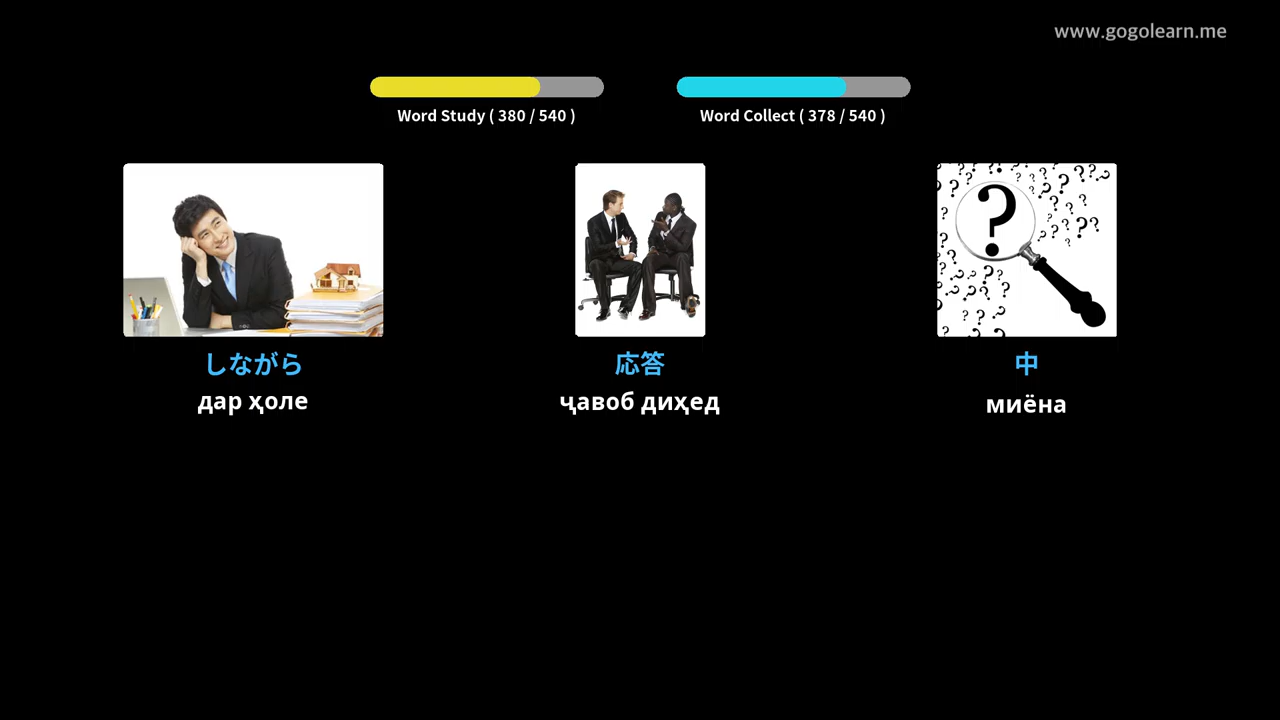 www.gogolearn.me
Word Study ( 380 / 540 )
Word Collect ( 378 / 540 )
しながら
応答
中
дар ҳоле
ҷавоб диҳед
миёна